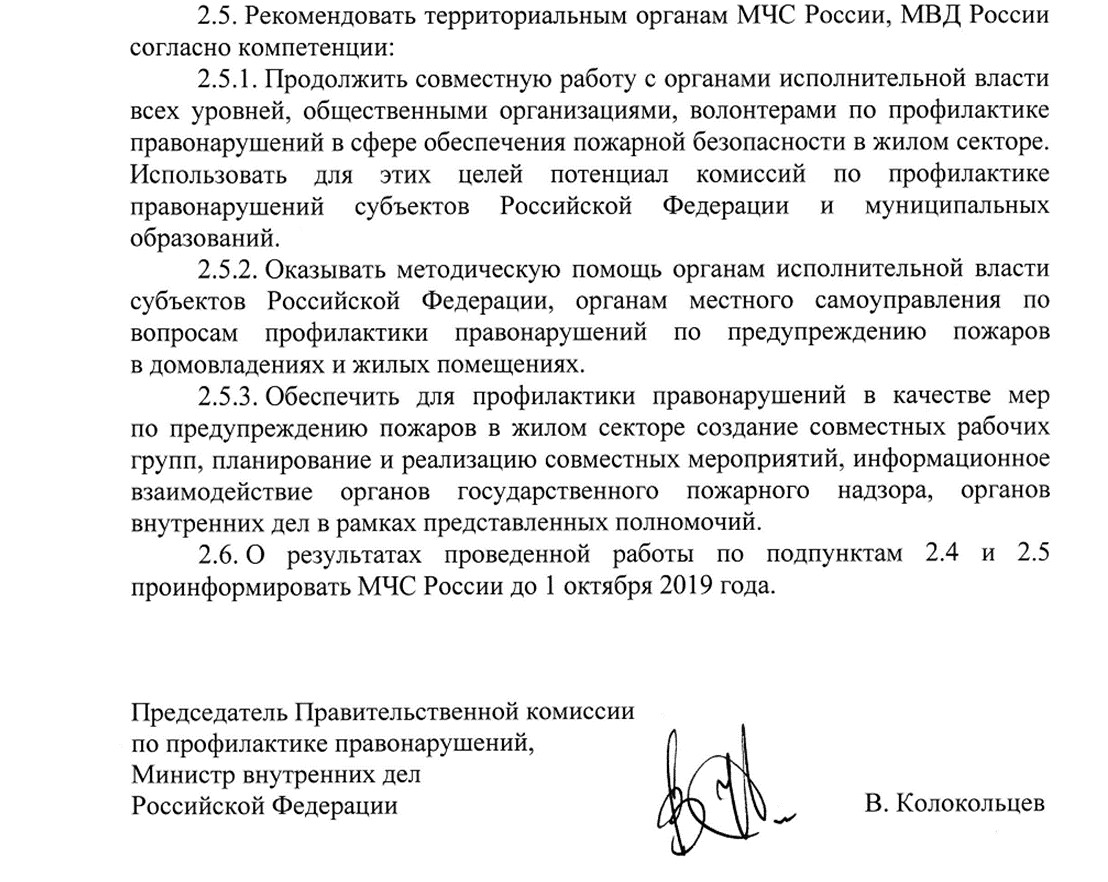 2.5. Рекомендовать территориальным органам МЧС России, МВД России
согласно компетенции:
2.5.1. Продолжить совместную работу с органами исполнительной власти
всех уровней, общественными организациями, волонтерами по профилактике
правонарушений в сфере обеспечения пожарной безопасности в жилом секторе.
Использовать для этих целей потенциал комиссий по профилактике
правонарушений субъектов Российской Федерации и муниципальных
образований.
2.5.2. Оказывать методическую помощь органам исполнительной власти
субъектов Российской Федерации, органам местного самоуправления по
вопросам профилактики правонарушений по предупреждению пожаров
в домовладениях и жилых помещениях.
2.5.3. Обеспечить для профилактики правонарушений в качестве мер
по предупреждению пожаров в жилом секторе создание совместных рабочих
групп, планирование и реализацию совместных мероприятий, информационное
взаимодействие органов государственного пожарного надзора, органов
внутренних дел в рамках представленных полномочий.
2.6. О результатах проведенной работы по подпунктам 2.4 и 2.5
проинформировать МЧС России до 1 октября 2019 года.
Председатель Правительственной комиссии
по профилактике правонарушений,
Министр внутренних дел
Российской Федерации
В. Колокольцев